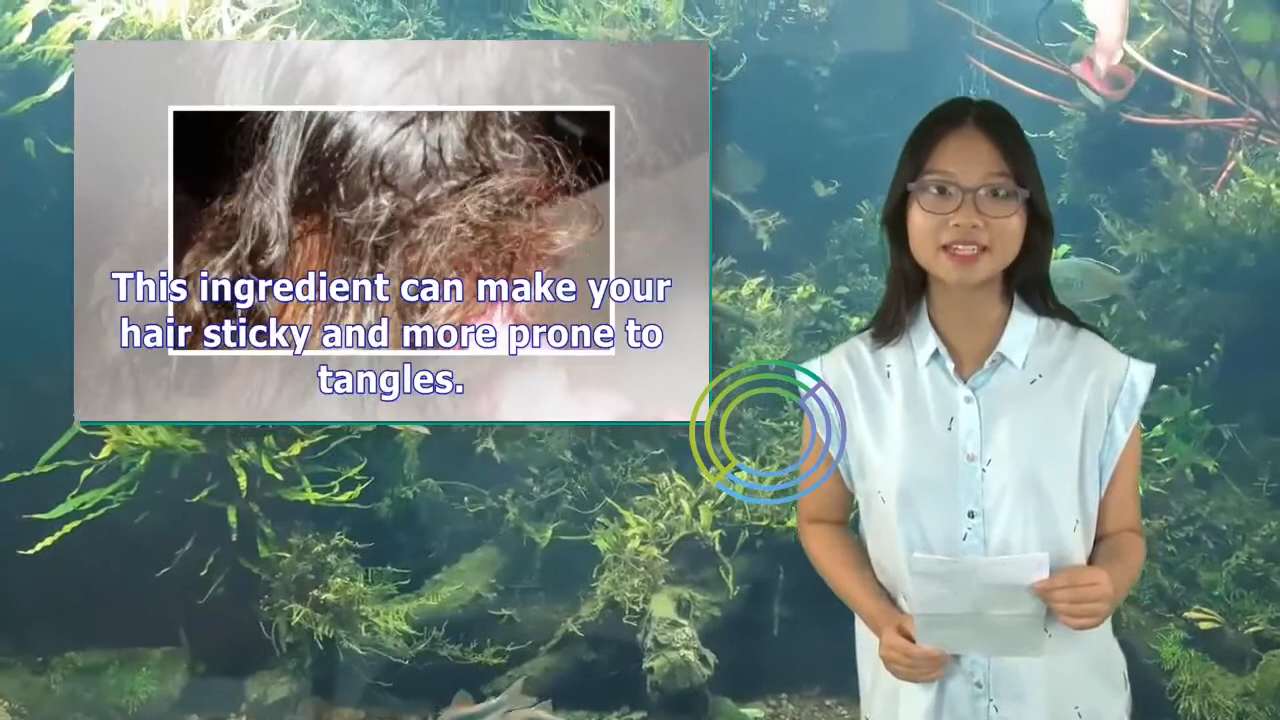 This ingredient can make your
hair sticky and more prone to
tangles.